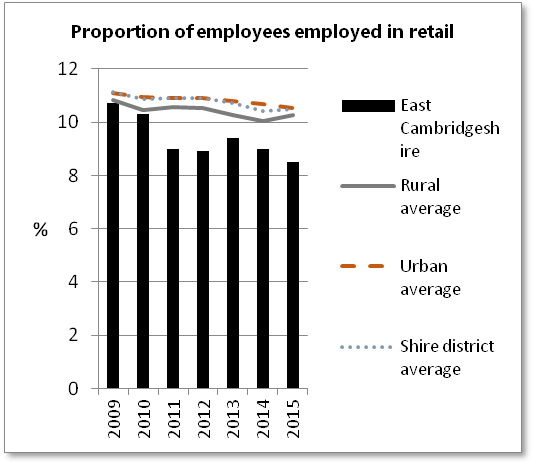 Proportion of employees employed in retail
12
10
8
6
4
2
0
%
2009
2010
2011
2012
2013
2014
2015
East
Cambridgesh
ire
Rural
average
Urban
average
Shire district
average